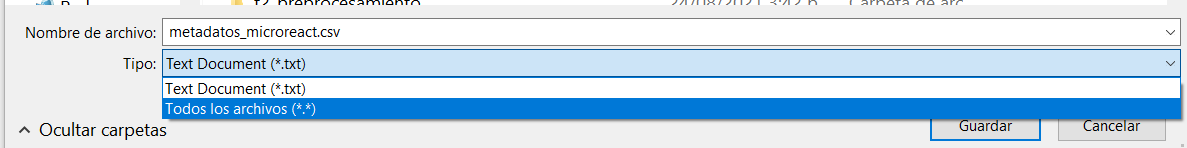 Nombre de archivo: metadatos_microreact.csv
Tipo: Text Document (*.txt)
Text Document (*.txt)
Todos los archivos (*.*)
Ocultar carpetas
Guardar
Cancelar